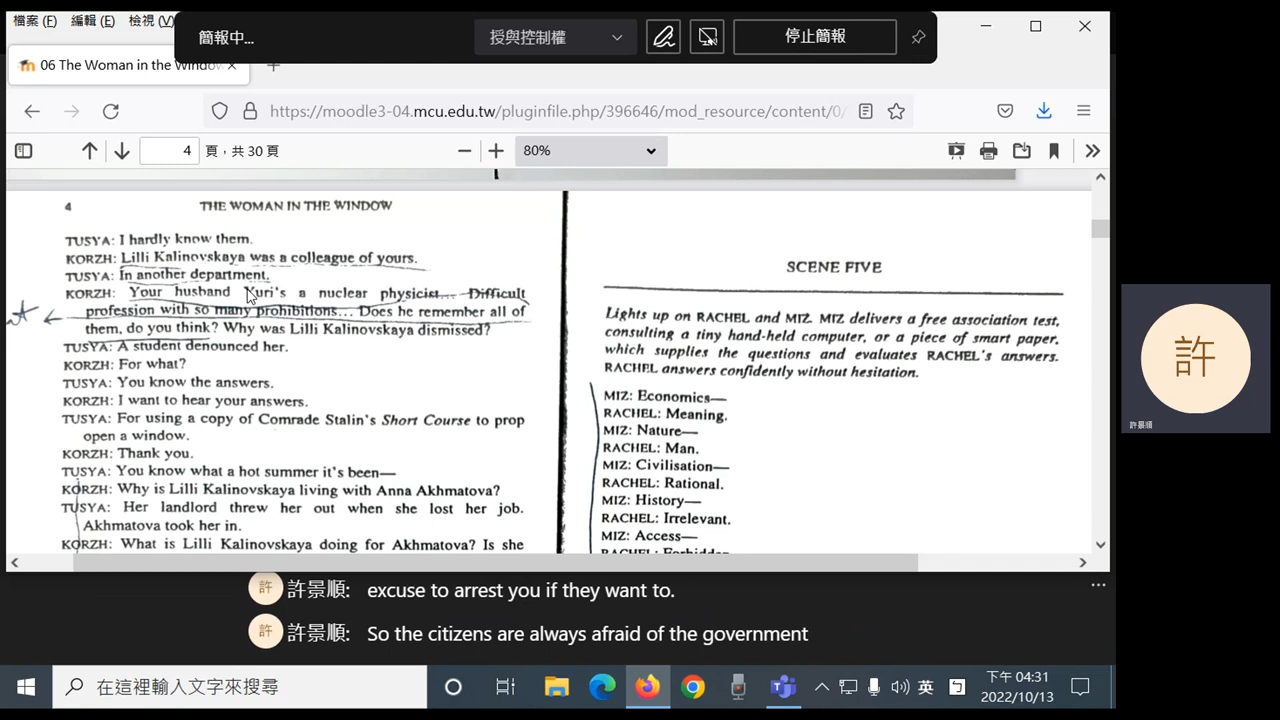 檔案 (F) 編輯 (E) 檢視 (V)
簡報中...
授與控制權
停止簡報
06 The Woman in the Window
https://moodle3-04.mcu.edu.tw/pluginfile.php/396646/mod_resource/content/0/
4 頁，共 30 頁
80%
4 THE WOMAN IN THE WINDOW
TUSYA: I hardly know them.
KORZH: Lilli Kalinovskaya was a colleague of yours.
TUSYA: In another department.
KORZH: Your husband Yuri's a nuclear physicist... Difficult
profession with so many prohibitions... Does he remember all of
them, do you think? Why was Lilli Kalinovskaya dismissed?
TUSYA: A student denounced her.
KORZH: For what?
TUSYA: You know the answers.
KORZH: I want to hear your answers.
TUSYA: For using a copy of Comrade Stalin's Short Course to prop
open a window.
KORZH: Thank you.
TUSYA: You know what a hot summer it's been—
KORZH: Why is Lilli Kalinovskaya living with Anna Akhmatova?
TUSYA: Her landlord threw her out when she lost her job.
Akhmatova took her in.
KORZH: What is Lilli Kalinovskaya doing for Akhmatova? Is she
SCENE FIVE
Lights up on RACHEL and MIZ. MIZ delivers a free association test,
consulting a tiny hand-held computer, or a piece of smart paper,
which supplies the questions and evaluates RACHEL's answers.
RACHEL answers confidently without hesitation.
MIZ: Economics—
RACHEL: Meaning.
MIZ: Nature—
RACHEL: Man.
MIZ: Civilisation—
RACHEL: Rational.
MIZ: History—
RACHEL: Irrelevant.
MIZ: Access—
RACHEL: Forbidden
許
許景順
許 許景順: excuse to arrest you if they want to.
許 許景順: So the citizens are always afraid of the government
在這裡輸入文字來搜尋
英
下午 04:31
2022/10/13